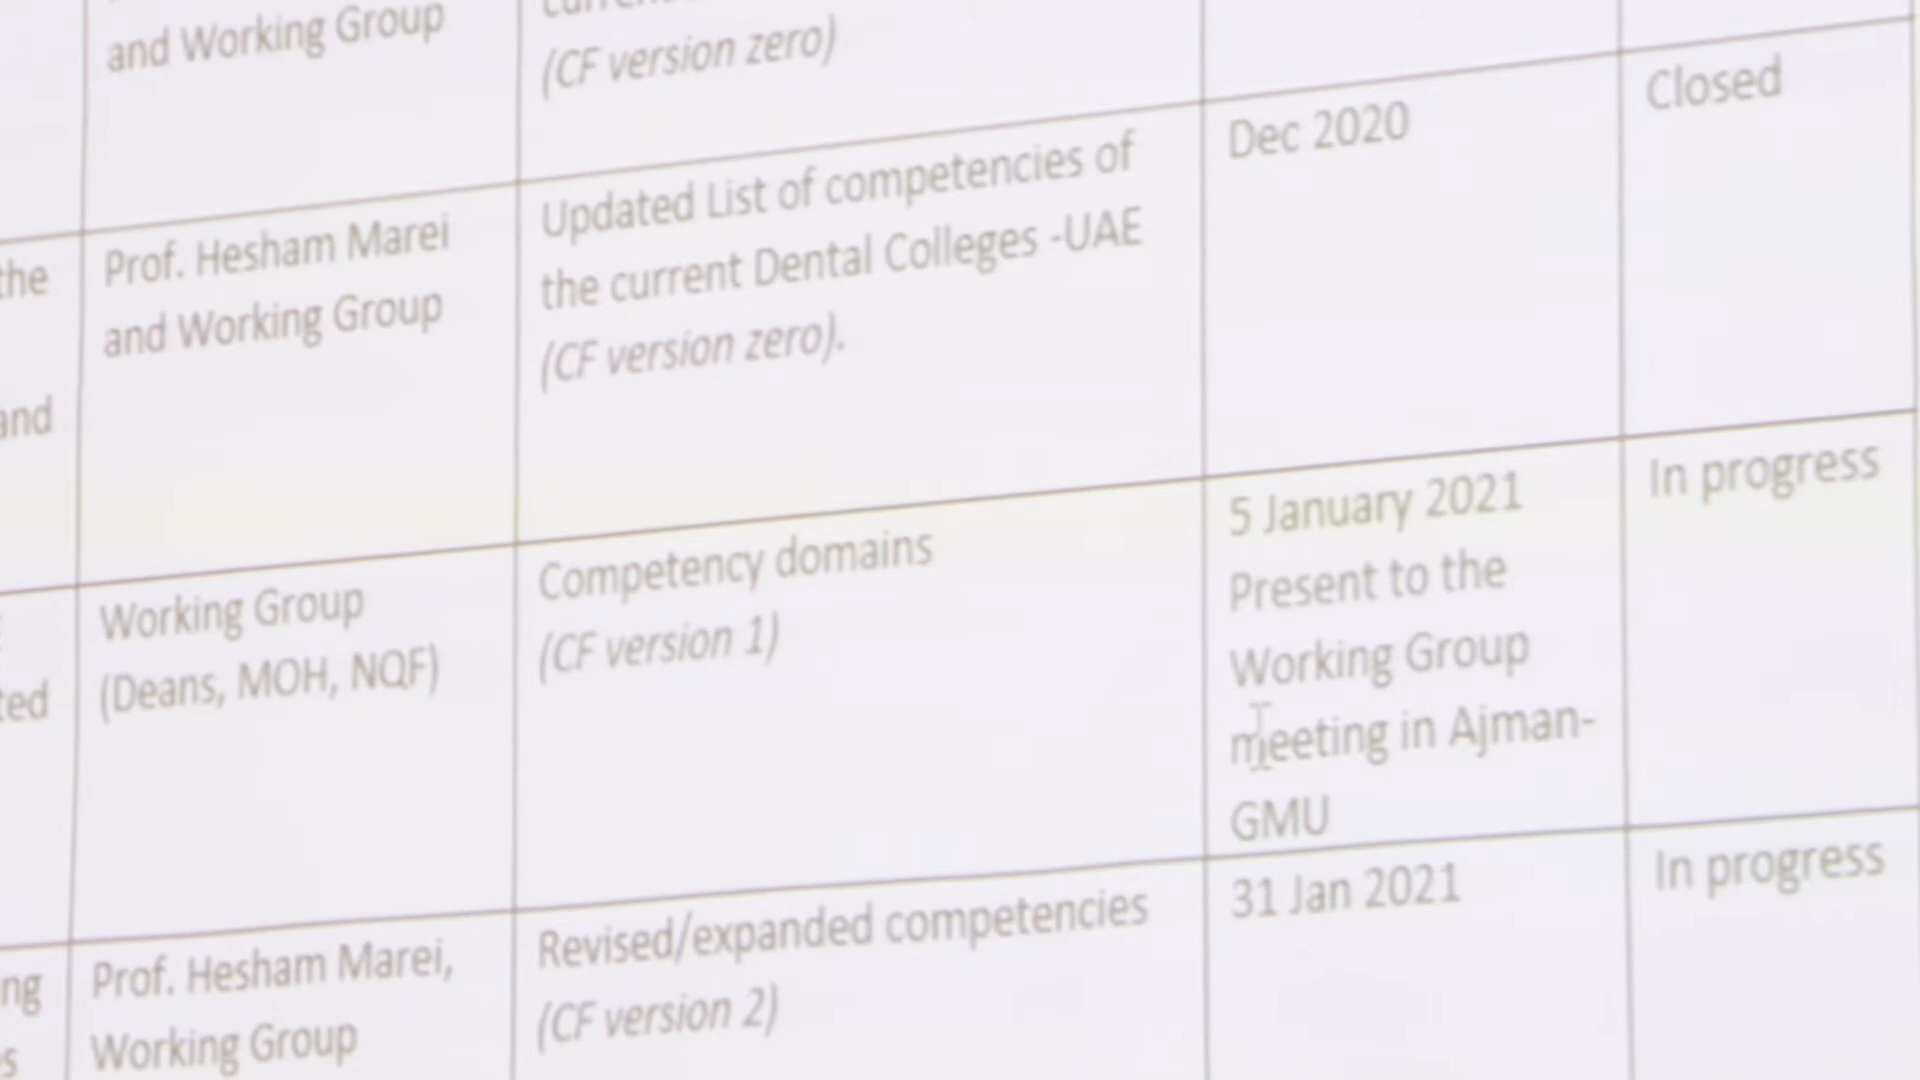 and Working Group
(CF version zero)
Closed
Dec 2020
Updated List of competencies of
the current Dental Colleges -UAE
(CF version zero).
the
Prof. Hesham Marei
and Working Group
and
In progress
5 January 2021
Present to the
Working Group
meeting in Ajman-
GMU
Competency domains
(CF version 1)
Working Group
(Deans, MOH, NQF)
ted
In progress
31 Jan 2021
Revised/expanded competencies
(CF version 2)
Prof. Hesham Marei,
Working Group
ng